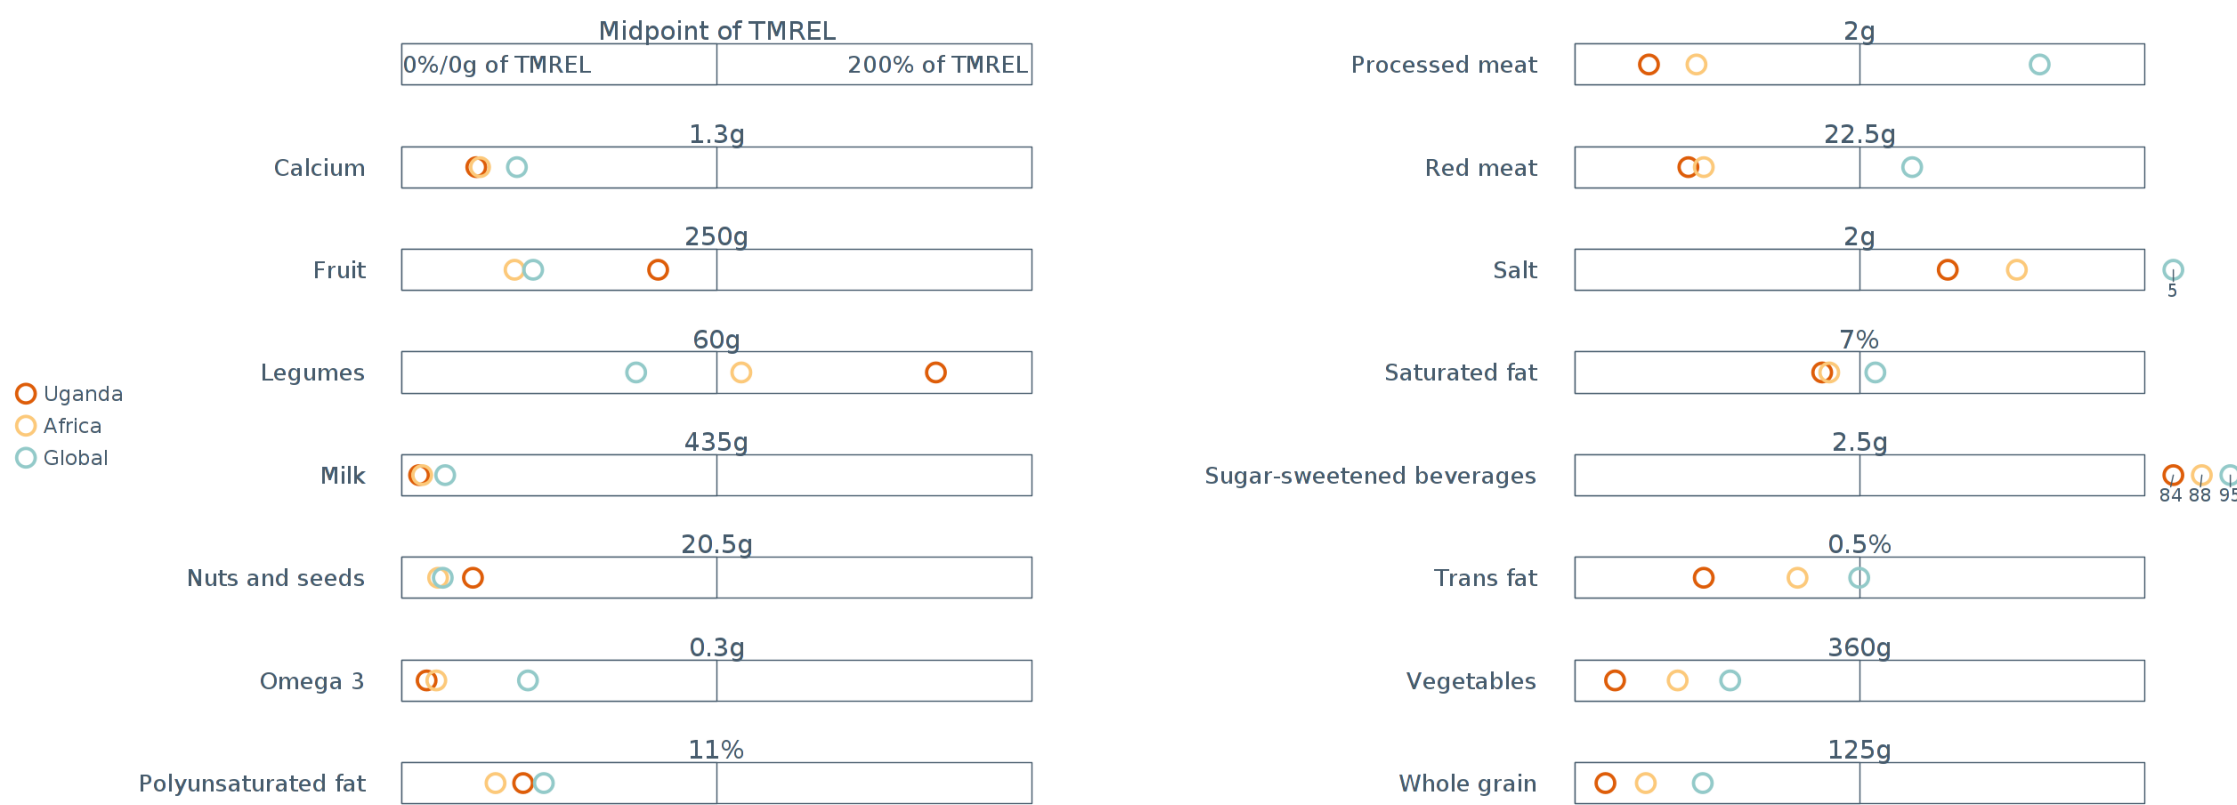 Midpoint of TMREL
0%/0g of TMREL
200% of TMREL
1.3g
Calcium
250g
Fruit
60g
Legumes
435g
Milk
20.5g
Nuts and seeds
0.3g
Omega 3
11%
Polyunsaturated fat
Uganda
Africa
Global
2g
Processed meat
22.5g
Red meat
2g
Salt
5
7%
Saturated fat
2.5g
Sugar-sweetened beverages
84 88 95
0.5%
Trans fat
360g
Vegetables
125g
Whole grain